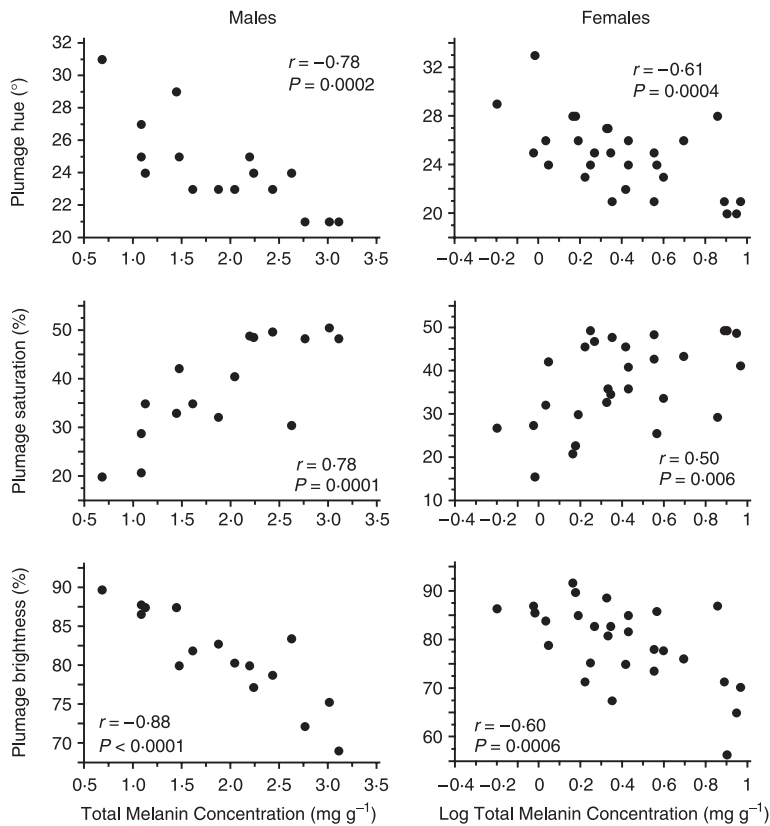 Males
Females
32
30
28
26
24
22
20
Plumage hue (°)
r = −0·78
P = 0·0002
0·5 1·0 1·5 2·0 2·5 3·0 3·5
32
28
24
20
r = −0·61
P = 0·0004
−0·4 −0·2 0 0·2 0·4 0·6 0·8 1
50
40
30
20
Plumage saturation (%)
r = 0·78
P = 0·0001
0·5 1·0 1·5 2·0 2·5 3·0 3·5
60
50
40
30
20
10
r = 0·50
P = 0·006
−0·4 −0·2 0 0·2 0·4 0·6 0·8 1
90
85
80
75
70
Plumage brightness (%)
r = −0·88
P < 0·0001
0·5 1·0 1·5 2·0 2·5 3·0 3·5
Total Melanin Concentration (mg g⁻¹)
90
80
70
60
r = −0·60
P = 0·0006
−0·4 −0·2 0 0·2 0·4 0·6 0·8 1
Log Total Melanin Concentration (mg g⁻¹)